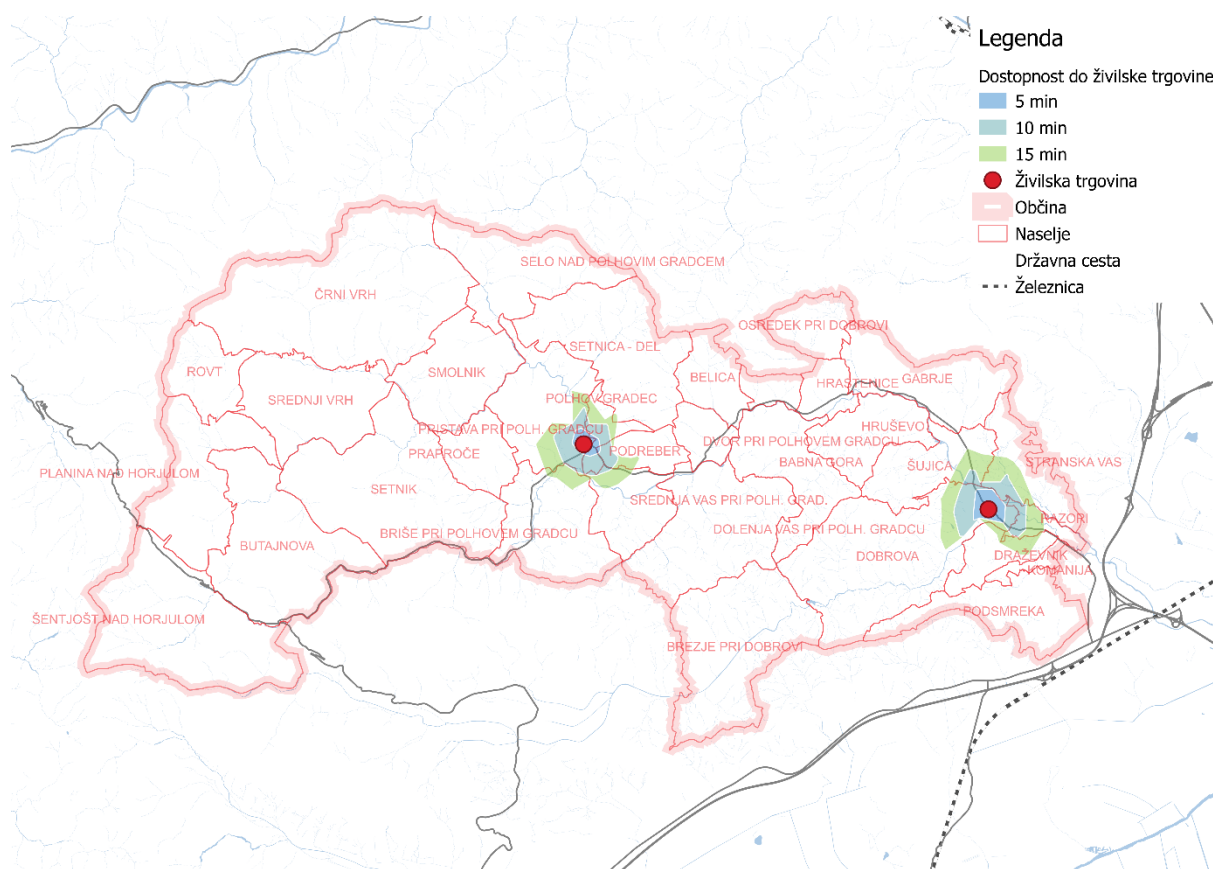 Legenda
Dostopnost do živilske trgovine
5 min
10 min
15 min
Živilska trgovina
Občina
Naselje
Državna cesta
Železnica
SELO NAD POLHOVIM GRADCEM
ČRNI VRH
OSREDEK PRI DOBROVI
SETNICA - DEL
ROVT
SMOLNIK
BELICA
HRASTENICE
GABRJE
SREDNJI VRH
POLHOV GRADEC
PRISTAVA PRI POLH. GRADCU
HRUŠEVO
DVOR PRI POLHOVEM GRADCU
PRAPROČE
PODREBER
BABNA GORA
ŠUJICA
STRANSKA VAS
PLANINA NAD HORJULOM
SETNIK
SREDNJA VAS PRI POLH. GRAD.
RAZORI
BRIŠE PRI POLHOVEM GRADCU
DOLENJA VAS PRI POLH. GRADCU
BUTAJNOVA
DOBROVA
DRAŽEVNIK
KOMANIJA
ŠENTJOŠT NAD HORJULOM
PODSMREKA
BREZJE PRI DOBROVI